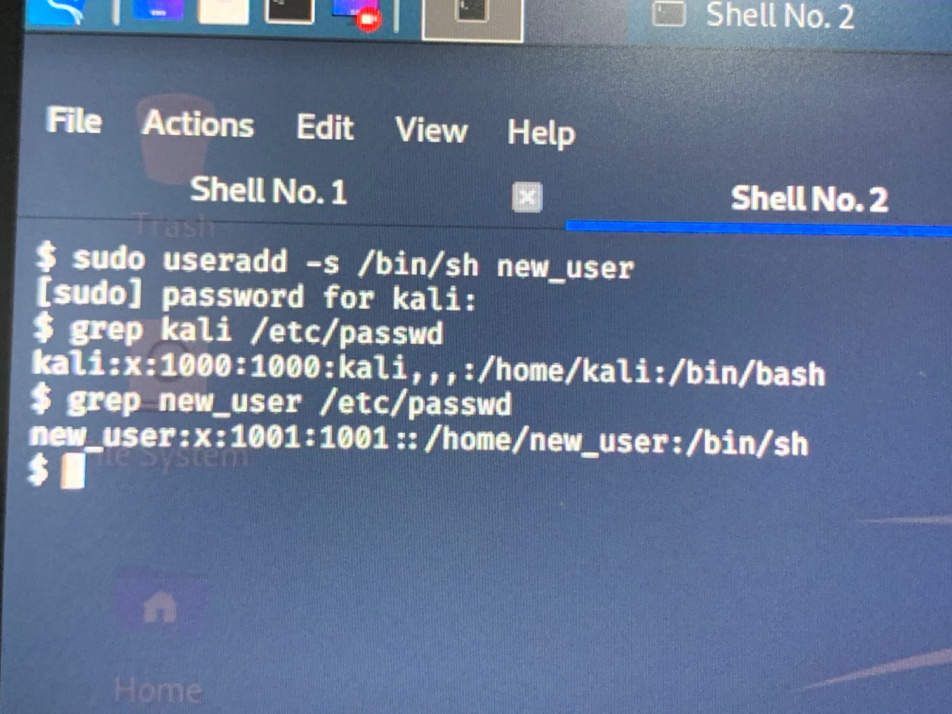 Shell No. 2
File Actions Edit View Help
Shell No. 1
Shell No. 2
Trash
$ sudo useradd -s /bin/sh new_user
[sudo] password for kali:
$ grep kali /etc/passwd
kali:x:1000:1000:kali,,,:/home/kali:/bin/bash
$ grep new_user /etc/passwd
new_user:x:1001:1001::/home/new_user:/bin/sh
System
$
Home